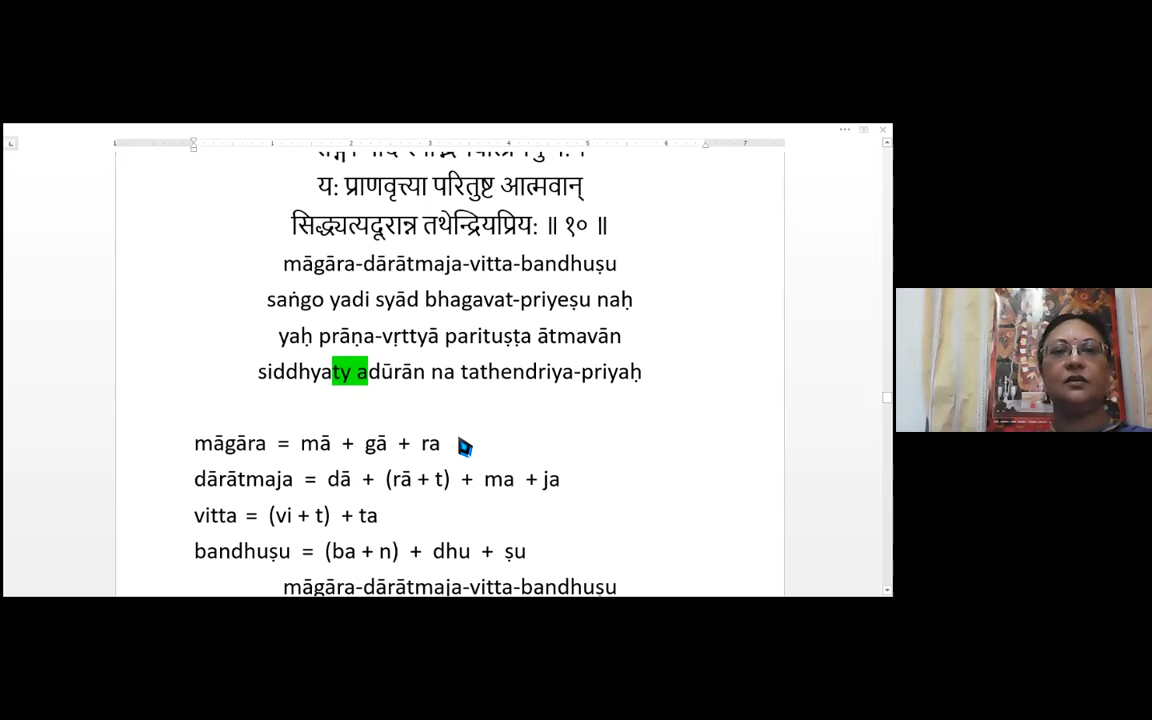 यः प्राणवृत्त्या परितुष्ट आत्मवान्
सिद्ध्यत्यदूरान्न तथेन्द्रियप्रियः ॥ १० ॥
māgāra-dārātmaja-vitta-bandhuṣu
saṅgo yadi syād bhagavat-priyeṣu naḥ
yaḥ prāṇa-vṛttyā parituṣṭa ātmavān
siddhyaty adūrān na tathendriya-priyaḥ
māgāra = mā + gā + ra
dārātmaja = dā + (rā + t) + ma + ja
vitta = (vi + t) + ta
bandhuṣu = (ba + n) + dhu + ṣu
māgāra-dārātmaja-vitta-bandhuṣu